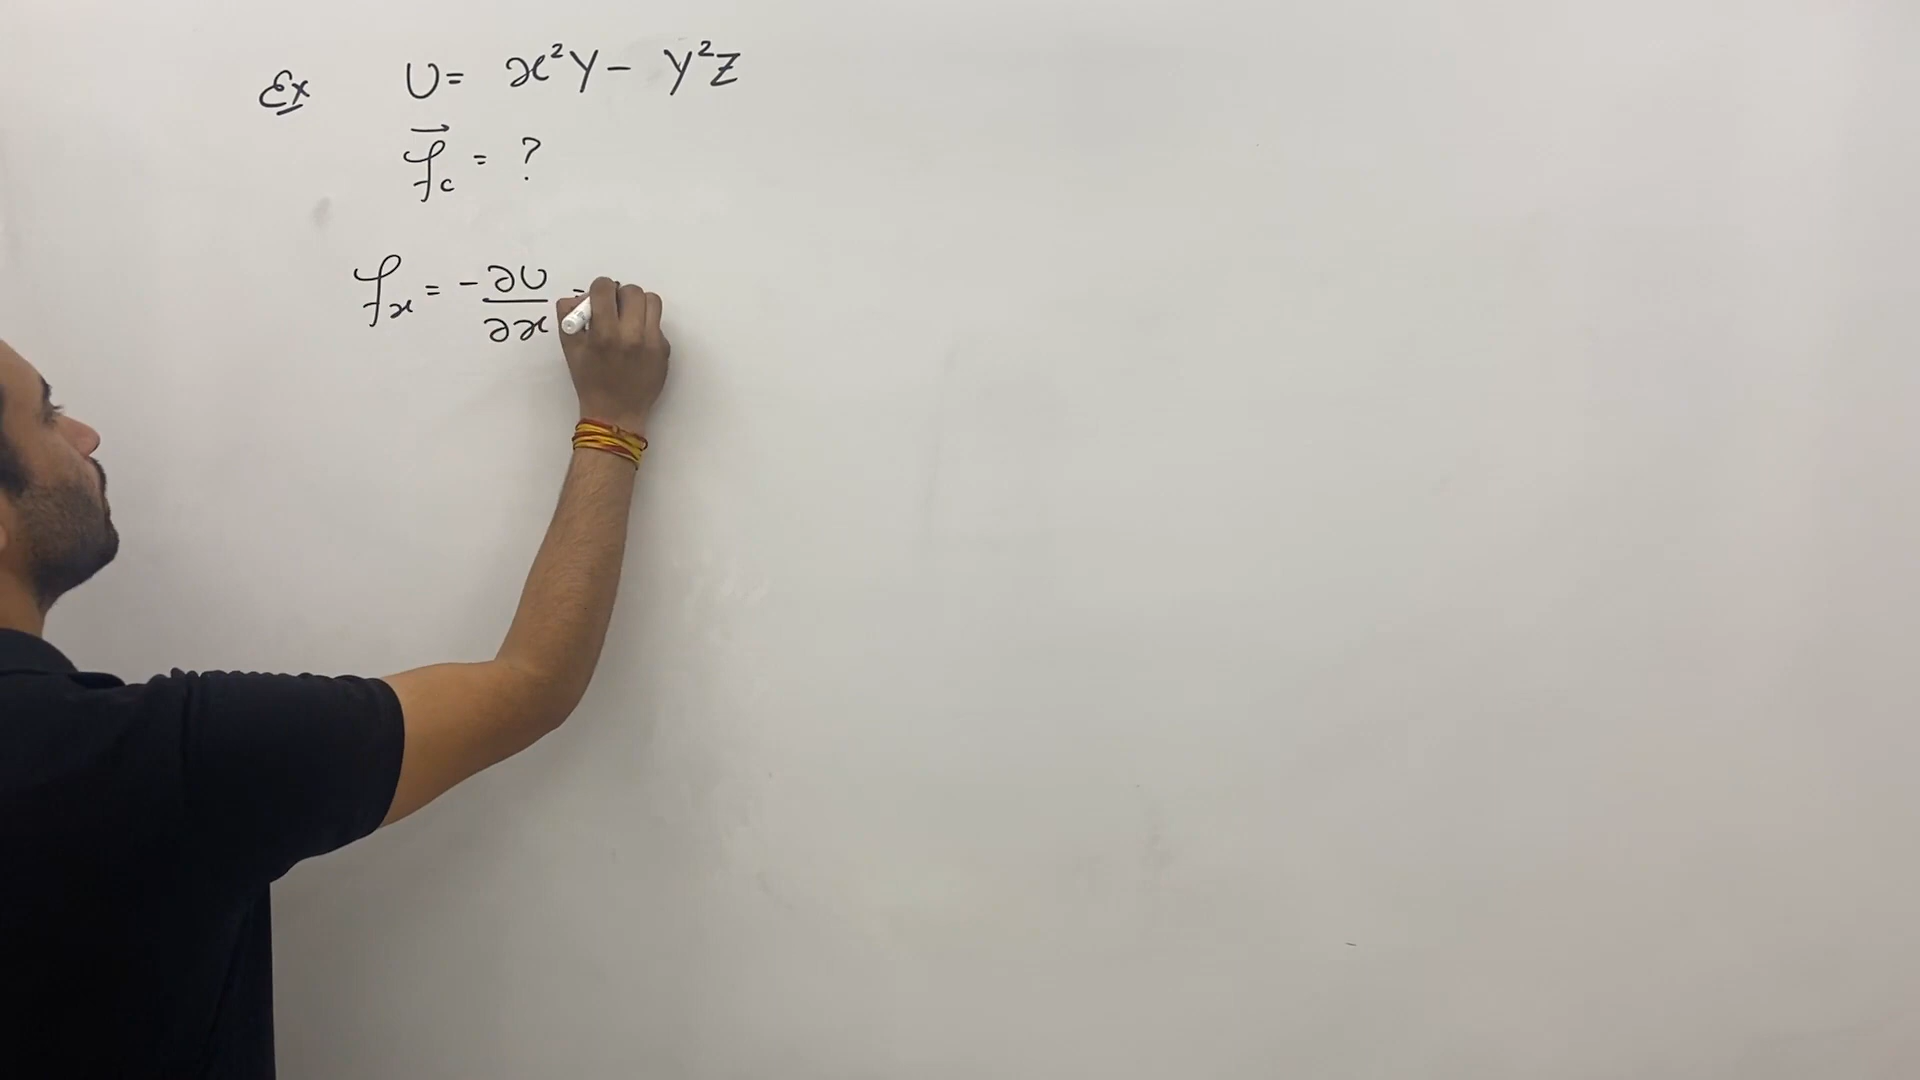 Ex U = x²y - y²z
f⃗c = ?
fx = -∂U/∂x =